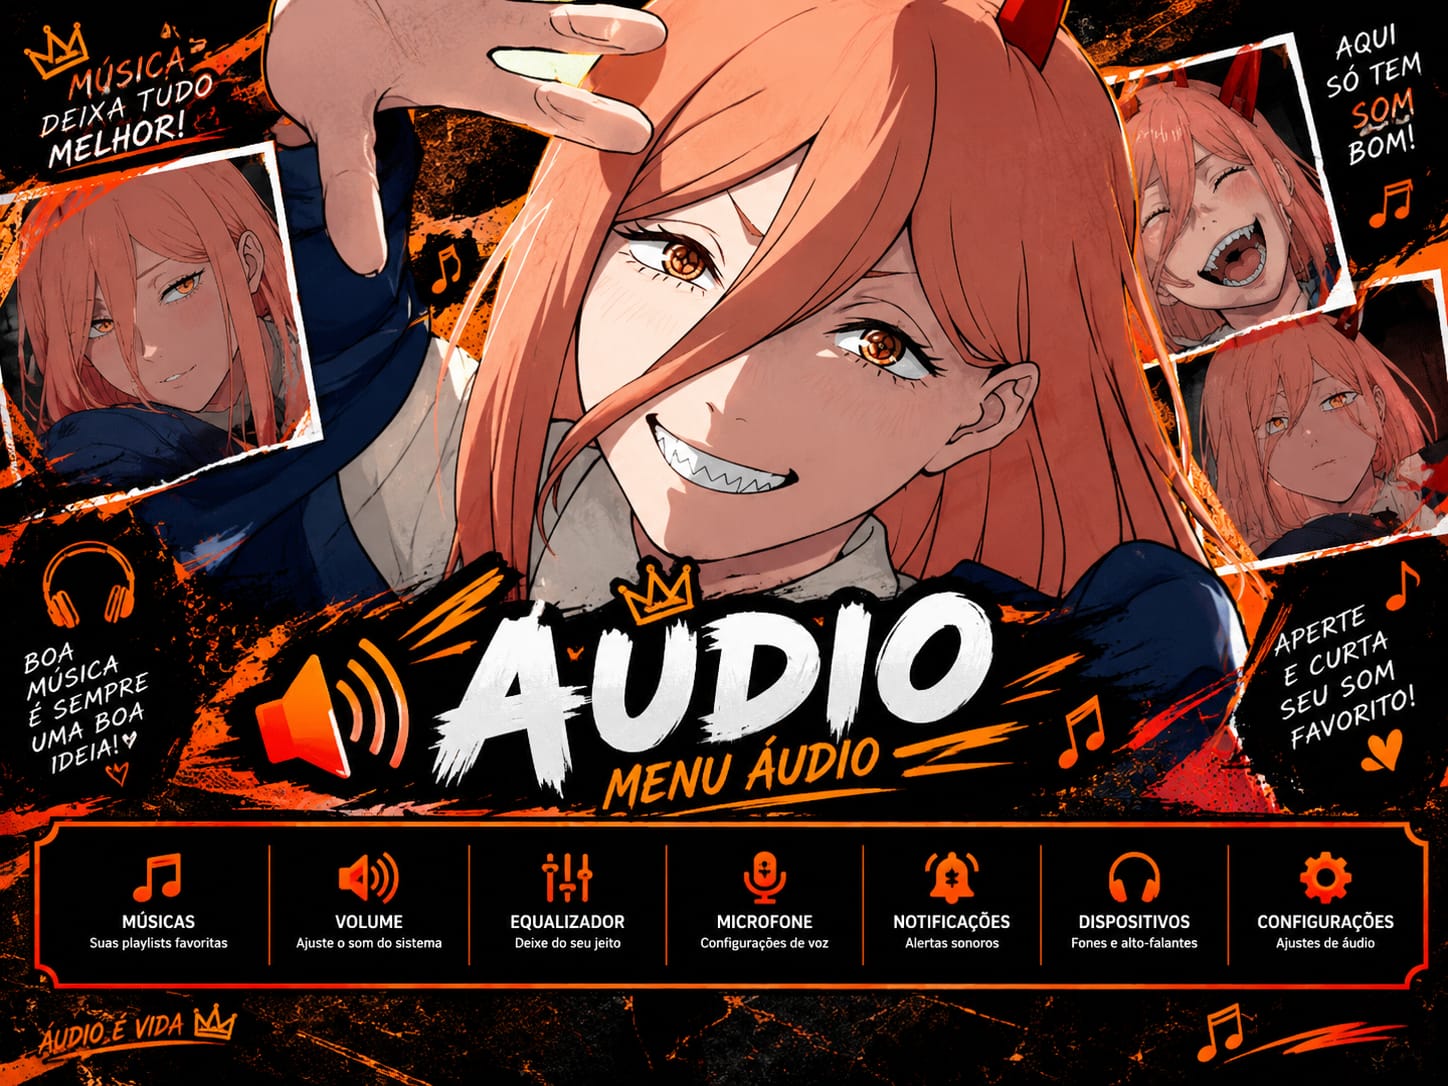 MÚSICA
DEIXA TUDO
MELHOR!
AQUI
SÓ TEM
SOM
BOM!
BOA
MÚSICA
É SEMPRE
UMA BOA
IDEIA!
APERTE
E CURTA
SEU SOM
FAVORITO!
AUDIO
MENU ÁUDIO
MÚSICAS
Suas playlists favoritas
VOLUME
Ajuste o som do sistema
EQUALIZADOR
Deixe do seu jeito
MICROFONE
Configurações de voz
NOTIFICAÇÕES
Alertas sonoros
DISPOSITIVOS
Fones e alto-falantes
CONFIGURAÇÕES
Ajustes de áudio
ÁUDIO É VIDA